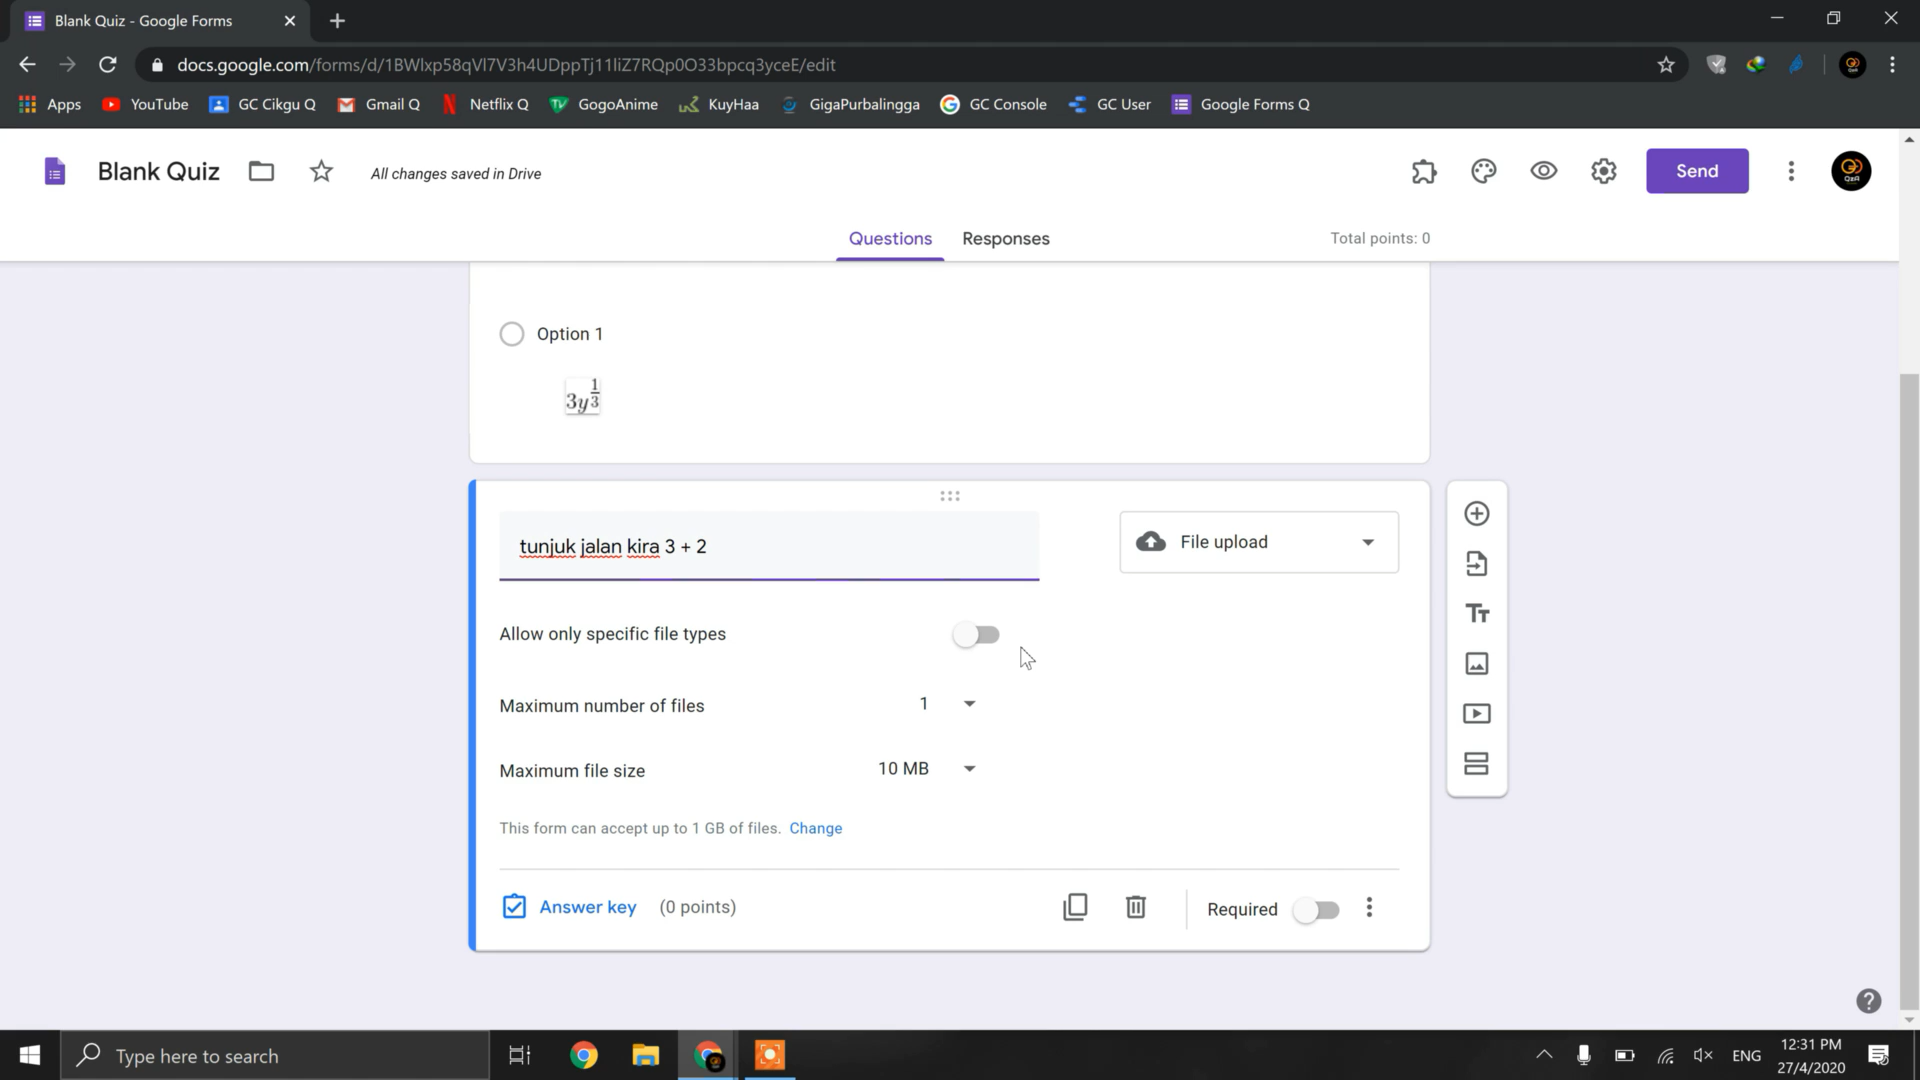 Blank Quiz - Google Forms
docs.google.com/forms/d/1BWlxp58qVl7V3h4UDppTj11liZ7RQp0O33bpcq3yceE/edit
Apps YouTube GC Cikgu Q Gmail Q Netflix Q GogoAnime KuyHaa GigaPurbalingga GC Console GC User Google Forms Q
Blank Quiz All changes saved in Drive Send
Questions Responses Total points: 0
Option 1
3y^1/3
tunjuk jalan kira 3 + 2 File upload
Allow only specific file types
Maximum number of files 1
Maximum file size 10 MB
This form can accept up to 1 GB of files. Change
Answer key (0 points) Required
Type here to search ENG 12:31 PM
27/4/2020